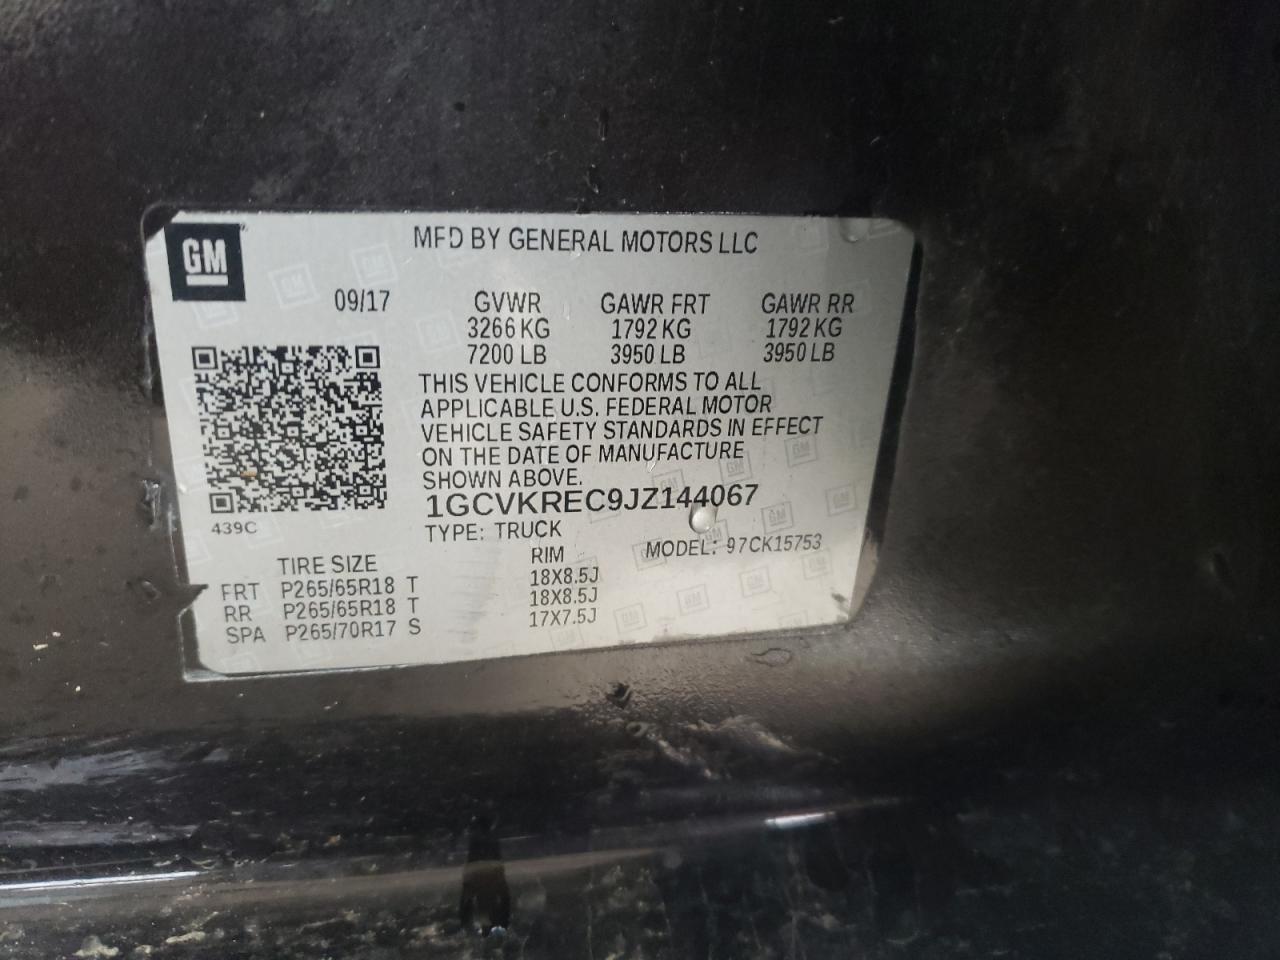 GM
MFD BY GENERAL MOTORS LLC
09/17 GVWR GAWR FRT GAWR RR
3266 KG 1792 KG 1792 KG
7200 LB 3950 LB 3950 LB
THIS VEHICLE CONFORMS TO ALL
APPLICABLE U.S. FEDERAL MOTOR
VEHICLE SAFETY STANDARDS IN EFFECT
ON THE DATE OF MANUFACTURE
SHOWN ABOVE.
1GCVKREC9JZ144067
439C
TYPE: TRUCK
MODEL: 97CK15753
TIRE SIZE RIM
FRT P265/65R18 T 18X8.5J
RR P265/65R18 T 18X8.5J
SPA P265/70R17 S 17X7.5J